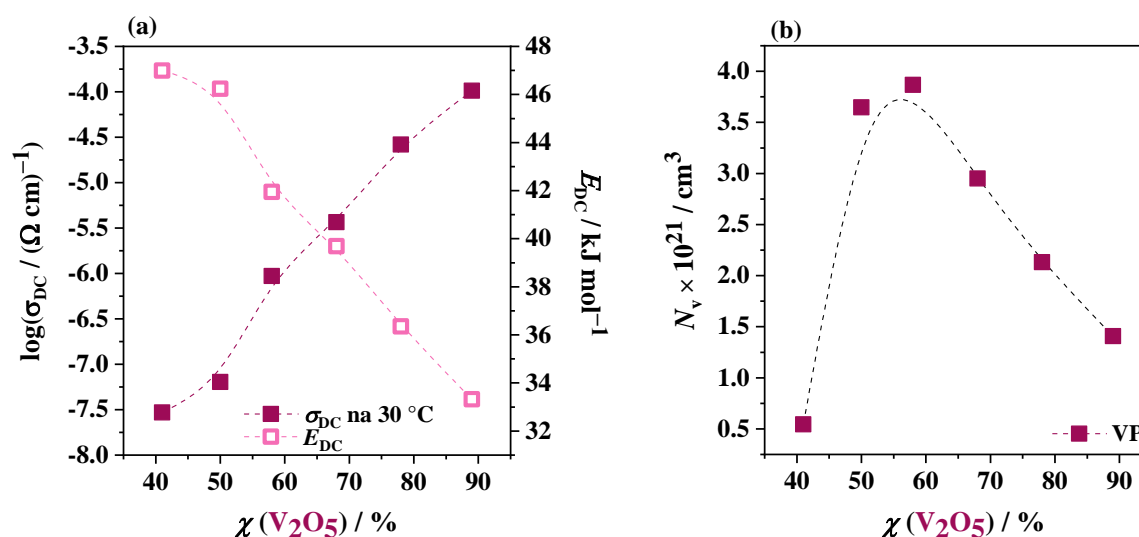 (a)
-3.5
-4.0
-4.5
-5.0
-5.5
-6.0
-6.5
-7.0
-7.5
-8.0
log(σDC / (Ω cm)⁻¹)
48
46
44
42
40
38
36
34
32
EDC / kJ mol⁻¹
σDC na 30 °C
EDC
40 50 60 70 80 90
χ (V₂O₅) / %
(b)
4.0
3.5
3.0
2.5
2.0
1.5
1.0
0.5
Nv × 10²¹ / cm³
VP
40 50 60 70 80 90
χ (V₂O₅) / %